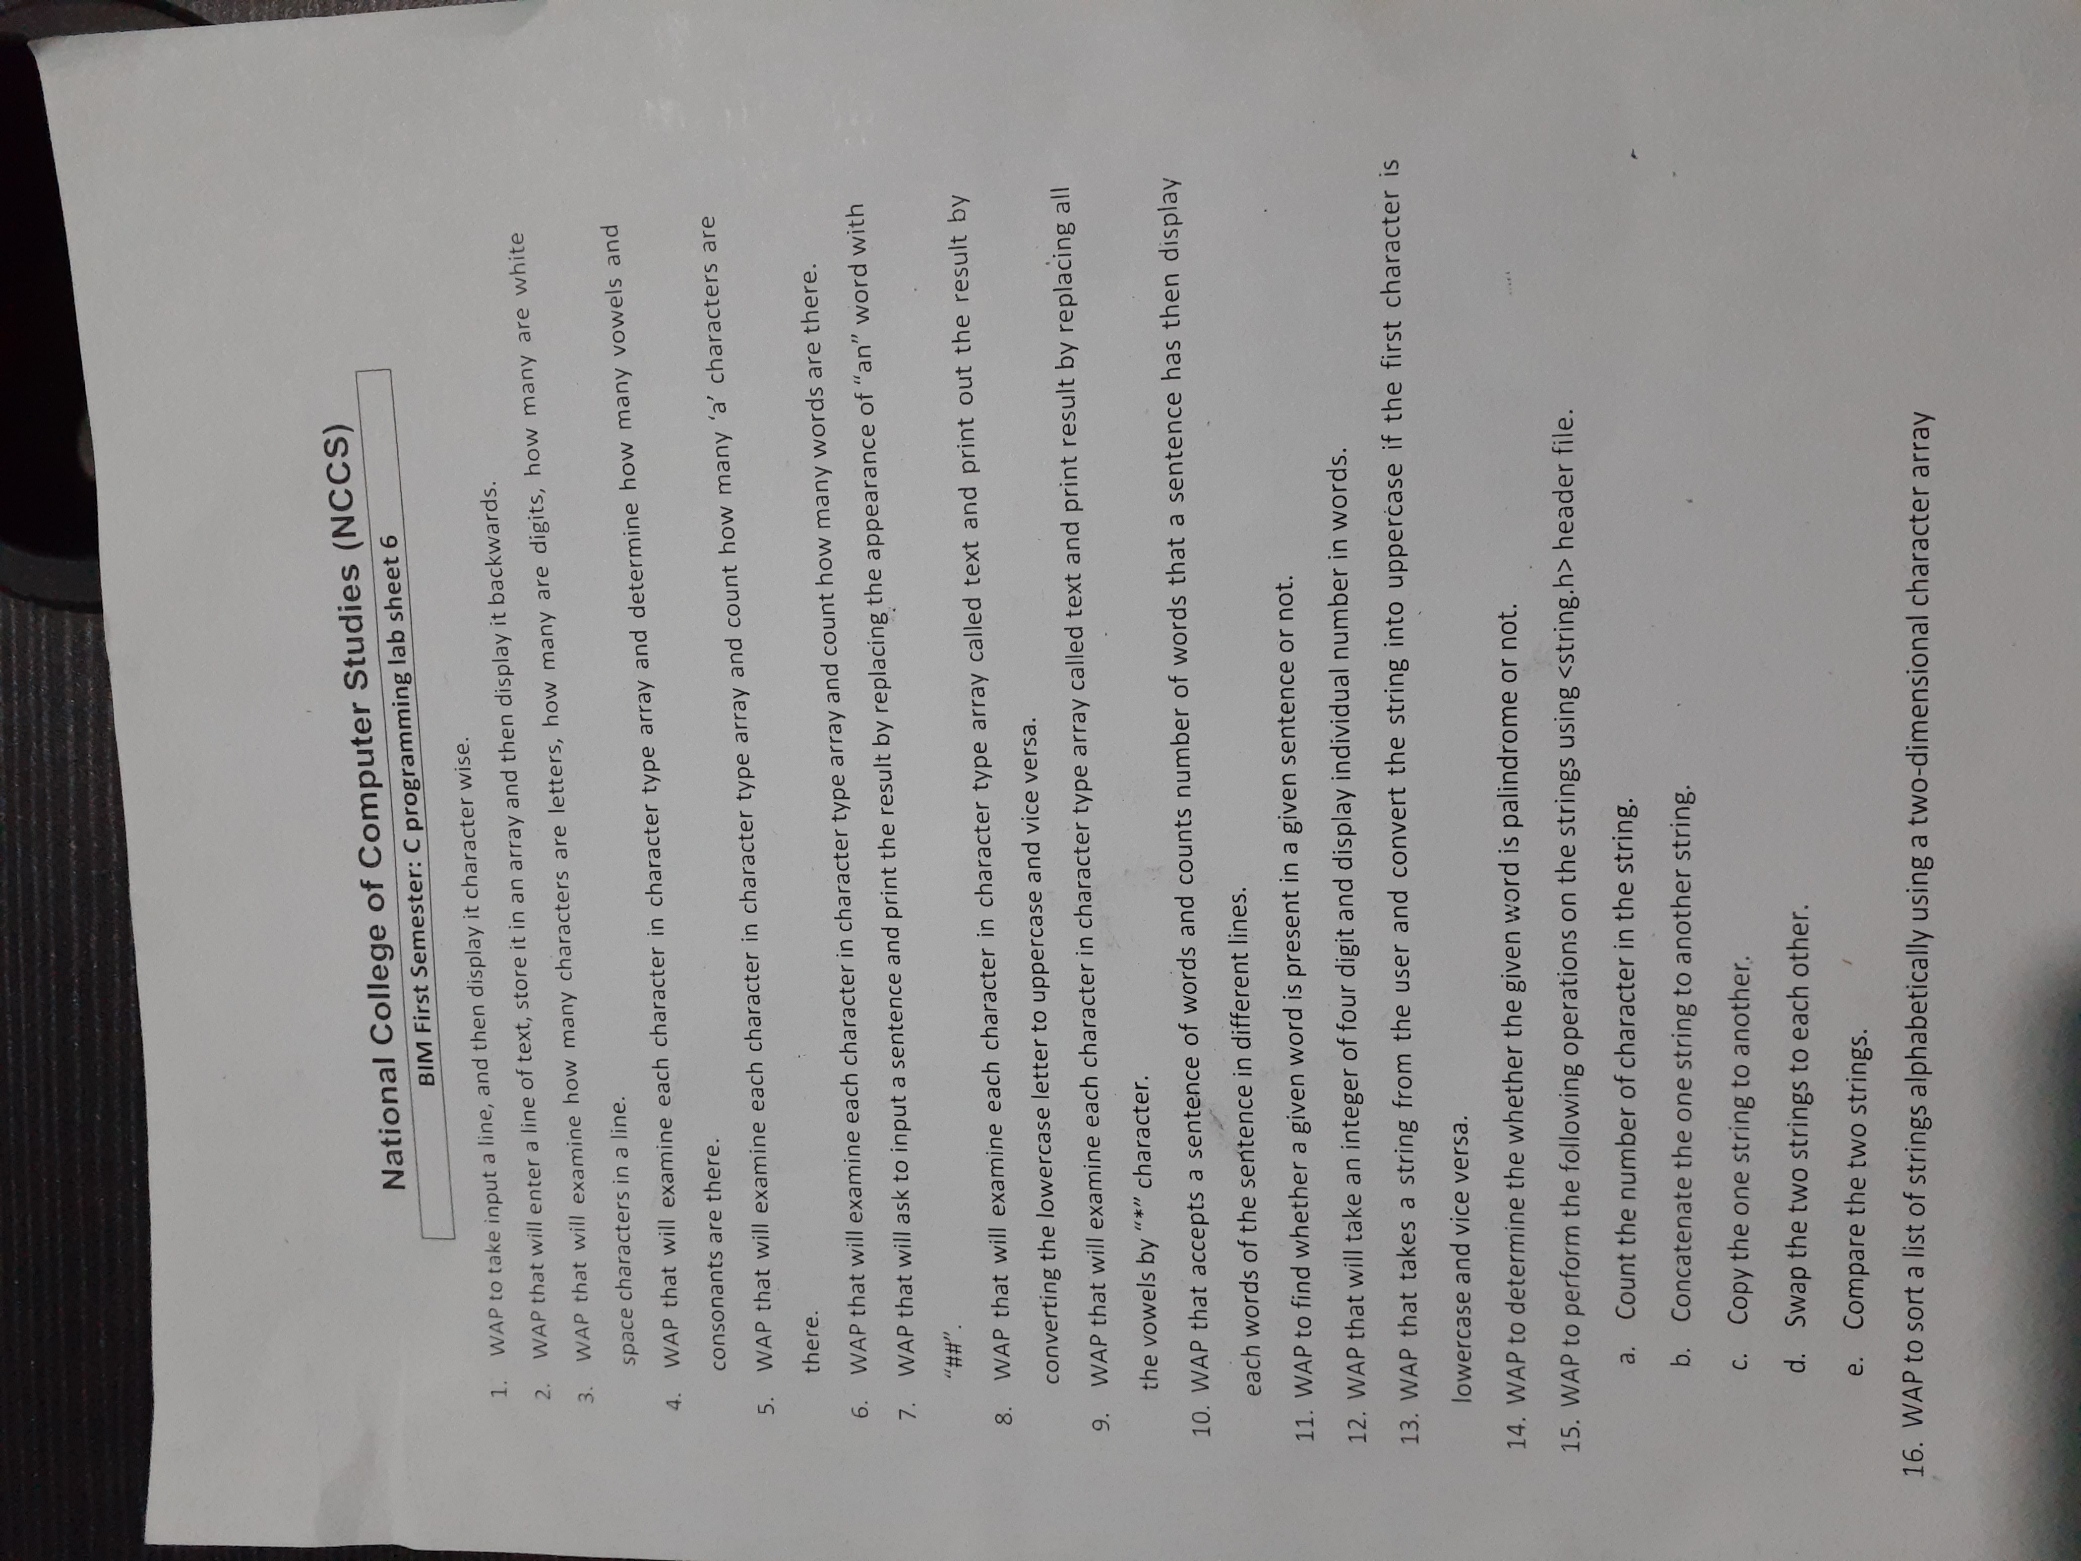 National College of Computer Studies (NCCS)
BIM First Semester: C programming lab sheet 6
1. WAP to take input a line, and then display it character wise.
2. WAP that will enter a line of text, store it in an array and then display it backwards.
3. WAP that will examine how many characters are letters, how many are digits, how many are white
space characters in a line.
4. WAP that will examine each character in character type array and determine how many vowels and
consonants are there.
5. WAP that will examine each character in character type array and count how many ‘a’ characters are
there.
6. WAP that will examine each character in character type array and count how many words are there.
7. WAP that will ask to input a sentence and print the result by replacing the appearance of “an” word with
“##”.
8. WAP that will examine each character in character type array called text and print out the result by
converting the lowercase letter to uppercase and vice versa.
9. WAP that will examine each character in character type array called text and print result by replacing all
the vowels by “*” character.
10. WAP that accepts a sentence of words and counts number of words that a sentence has then display
each words of the sentence in different lines.
11. WAP to find whether a given word is present in a given sentence or not.
12. WAP that will take an integer of four digit and display individual number in words.
13. WAP that takes a string from the user and convert the string into uppercase if the first character is
lowercase and vice versa.
14. WAP to determine the whether the given word is palindrome or not.
15. WAP to perform the following operations on the strings using <string.h> header file.
a. Count the number of character in the string.
b. Concatenate the one string to another string.
c. Copy the one string to another.
d. Swap the two strings to each other.
e. Compare the two strings.
16. WAP to sort a list of strings alphabetically using a two-dimensional character array